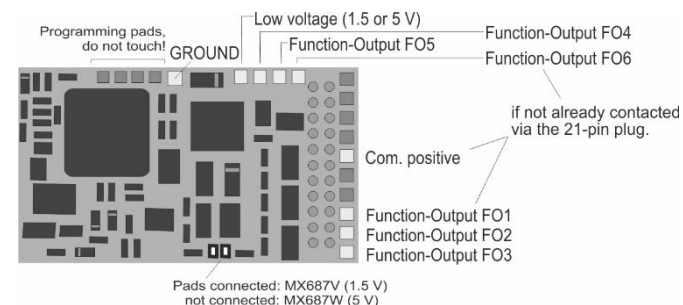 Low voltage (1.5 or 5 V)
Programming pads,
do not touch!
GROUND
Function-Output FO5
Function-Output FO4
Function-Output FO6
if not already contacted
via the 21-pin plug.
Com. positive
Function-Output FO1
Function-Output FO2
Function-Output FO3
Pads connected: MX687V (1.5 V)
not connected: MX687W (5 V)